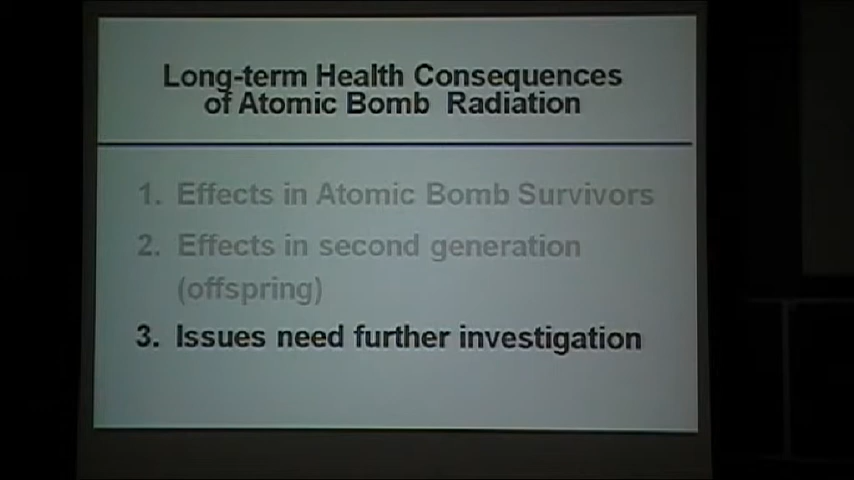 Long-term Health Consequences
of Atomic Bomb Radiation
1. Effects in Atomic Bomb Survivors
2. Effects in second generation
(offspring)
3. Issues need further investigation